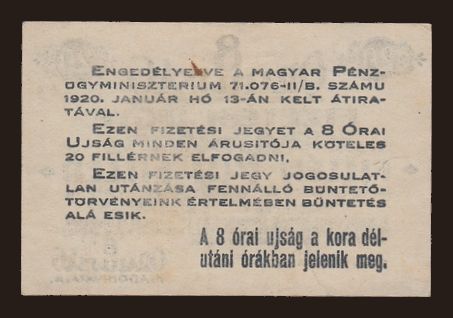 ENGEDÉLYEZVE A MAGYAR PÉNZ-
ÜGYMINISZTERIUM 71.076-II/B. SZÁMU
1920. JANUÁR HÓ 13-ÁN KELT ÁTIRA-
TÁVAL.
EZEN FIZETÉSI JEGYET A 8 ÓRAI
UJSÁG MINDEN ÁRUSITÓJA KÖTELES
20 FILLÉRNEK ELFOGADNI.
EZEN FIZETÉSI JEGY JOGOSULAT-
LAN UTÁNZÁSA FENNÁLLÓ BÜNTETŐ-
TÖRVÉNYEINK ÉRTELMÉBEN BÜNTETÉS
ALÁ ESIK.
A 8 órai ujság a kora dél-
utáni órákban jelenik meg.